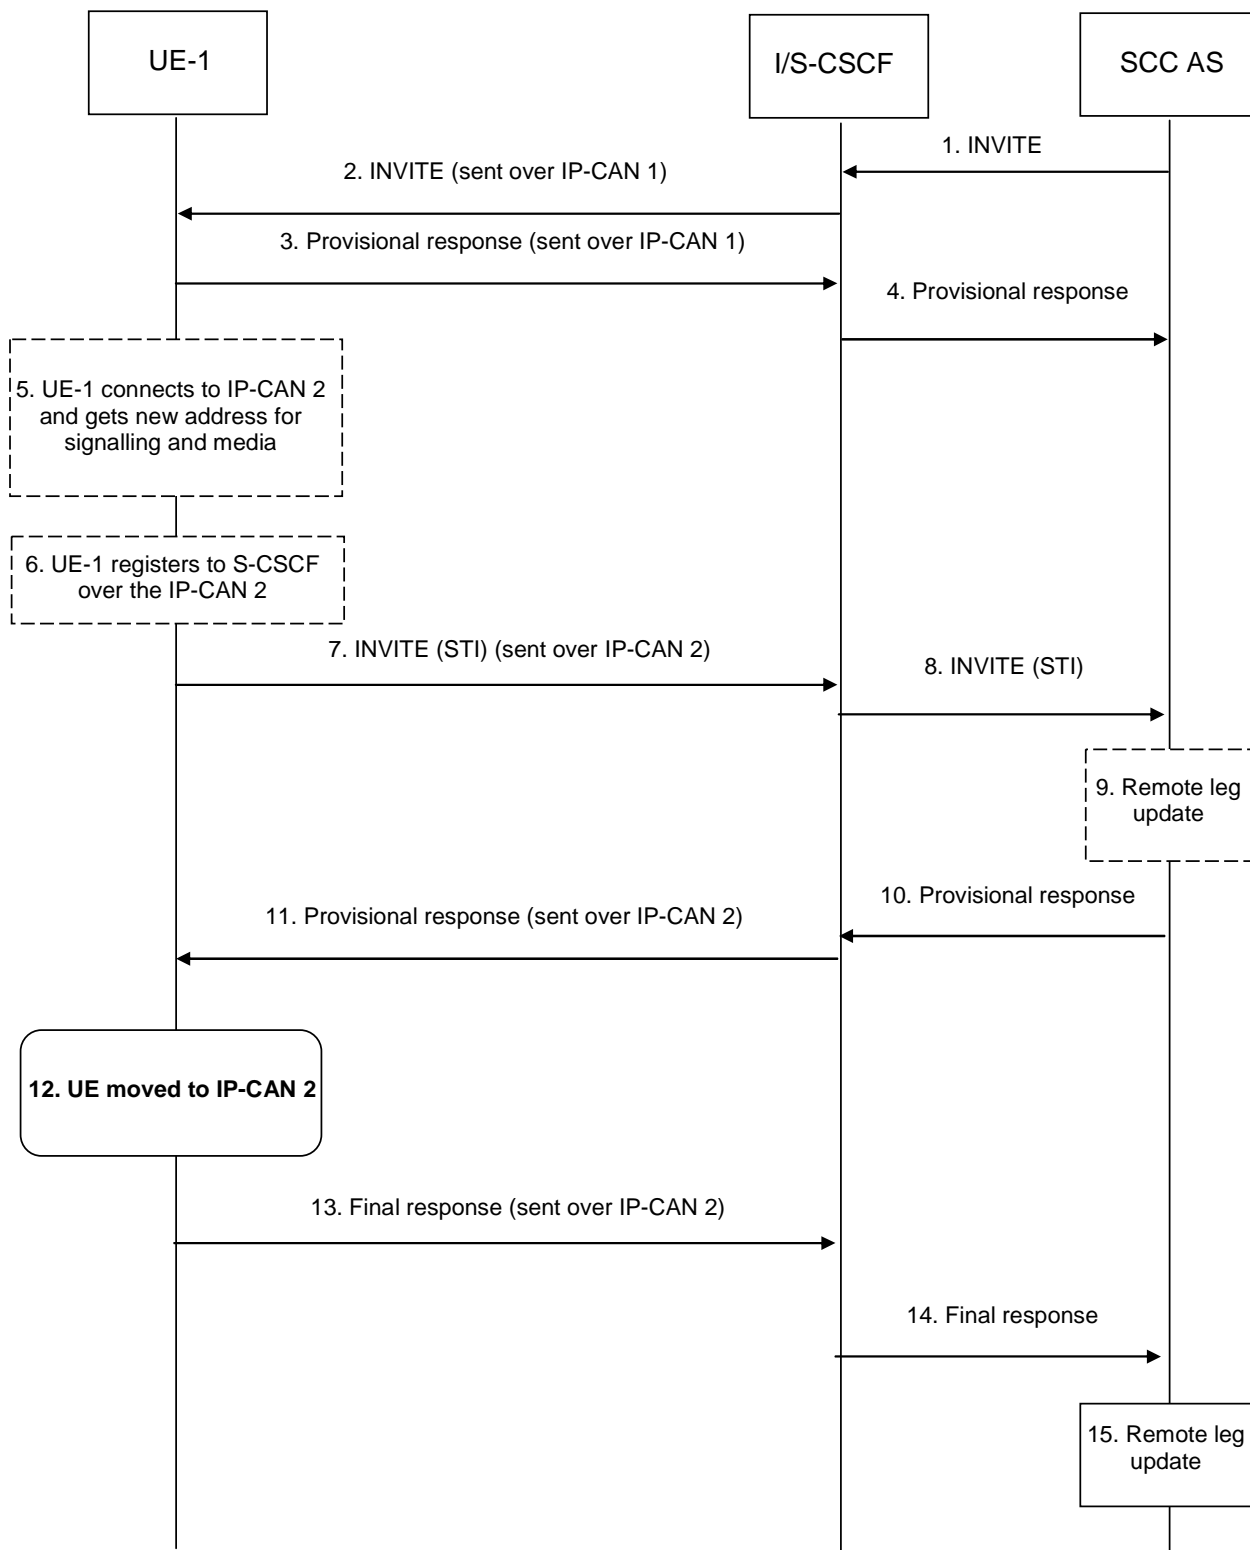 UE-1
I/S-CSCF
SCC AS
1. INVITE
2. INVITE (sent over IP-CAN 1)
3. Provisional response (sent over IP-CAN 1)
4. Provisional response
5. UE-1 connects to IP-CAN 2
and gets new address for
signalling and media
6. UE-1 registers to S-CSCF
over the IP-CAN 2
7. INVITE (STI) (sent over IP-CAN 2)
8. INVITE (STI)
9. Remote leg
update
10. Provisional response
11. Provisional response (sent over IP-CAN 2)
12. UE moved to IP-CAN 2
13. Final response (sent over IP-CAN 2)
14. Final response
15. Remote leg
update